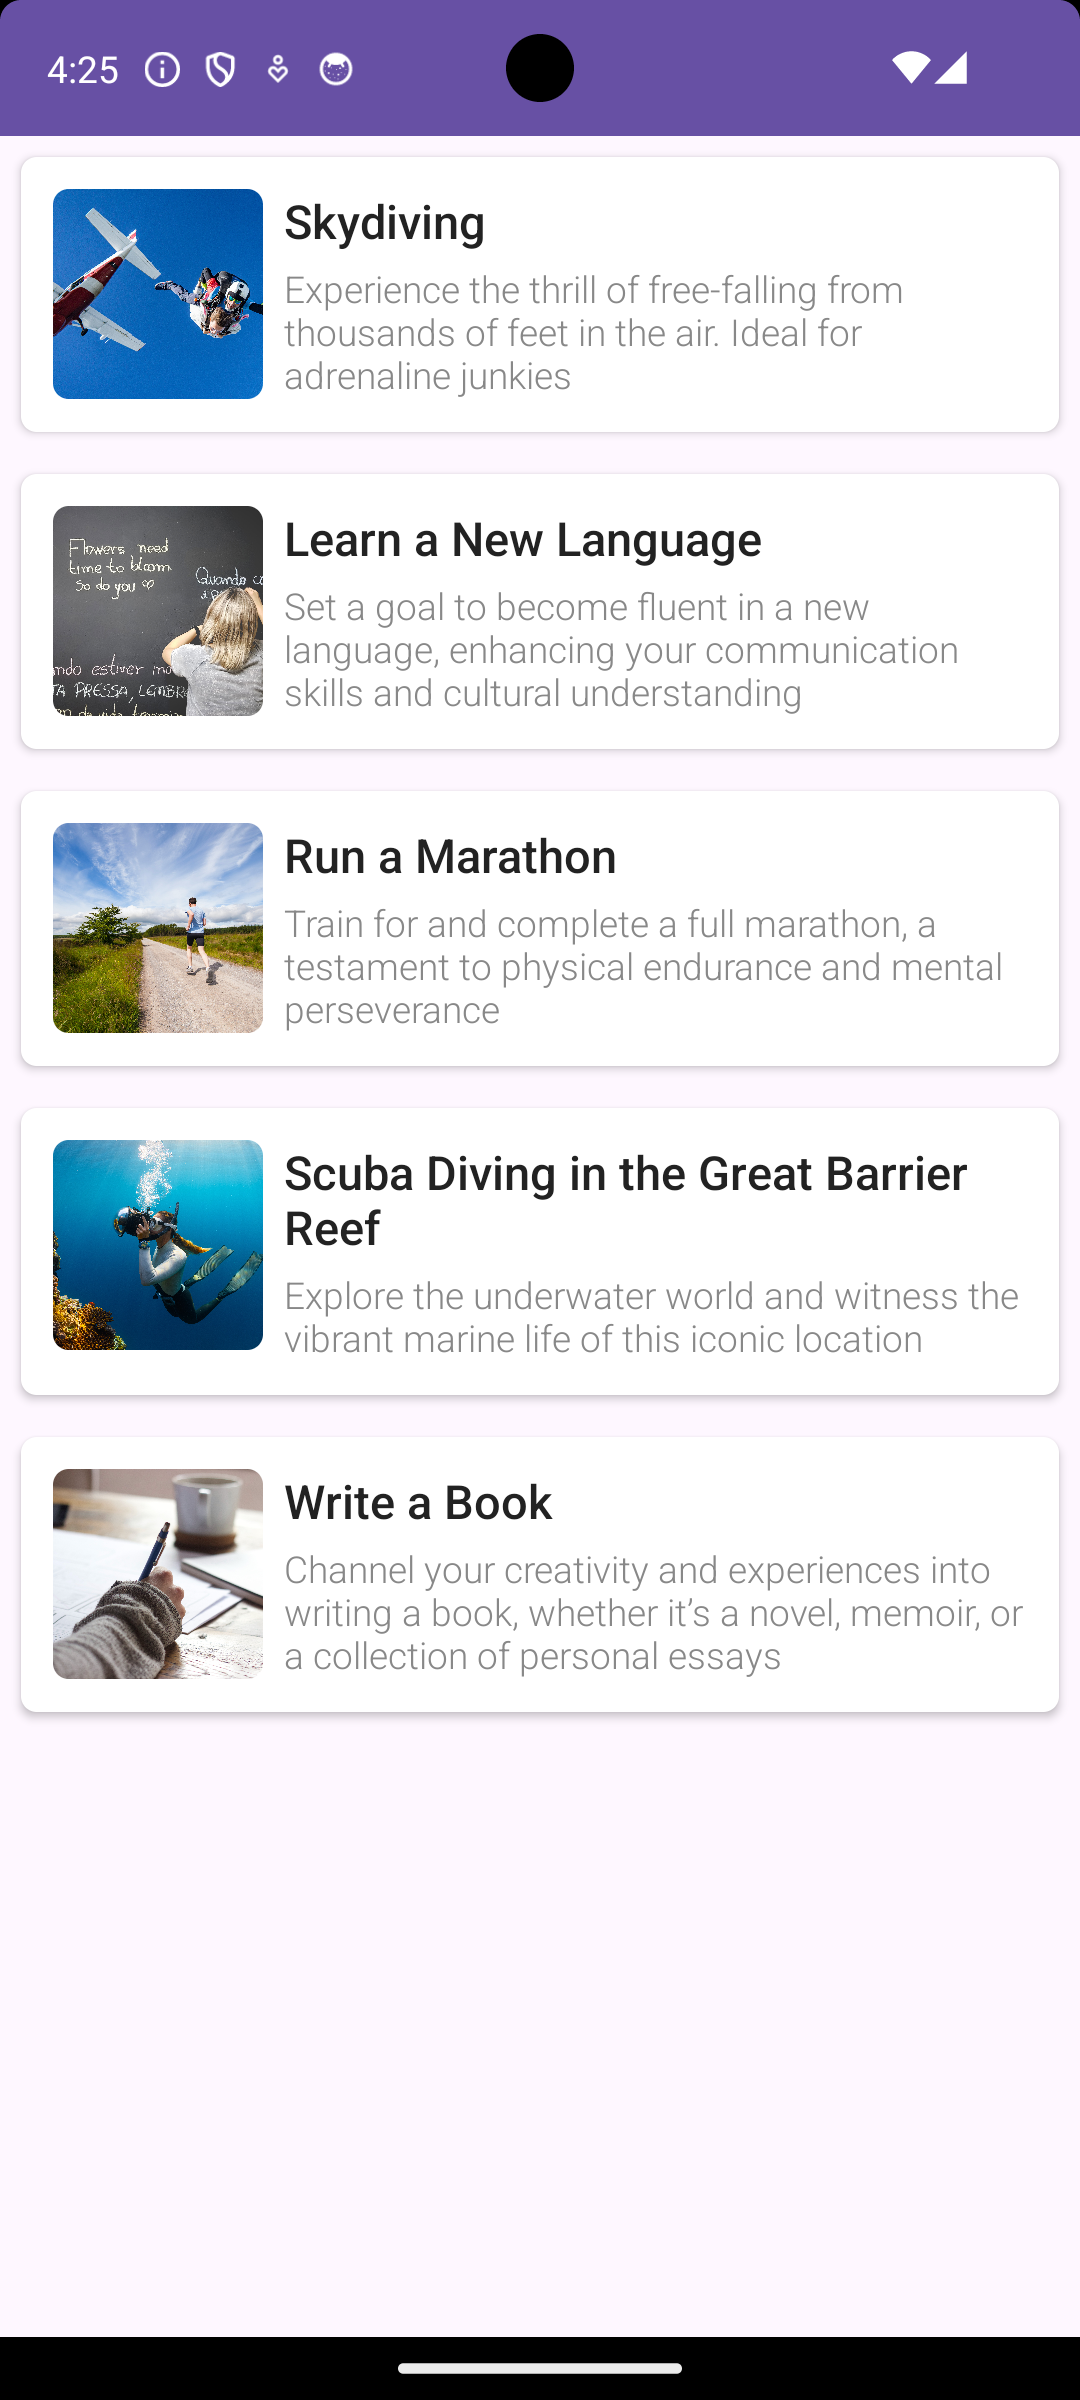 4:25
Skydiving
Experience the thrill of free-falling from
thousands of feet in the air. Ideal for
adrenaline junkies
Flowers need
time to bloom
So do you
Quando
Learn a New Language
Set a goal to become fluent in a new
language, enhancing your communication
skills and cultural understanding
estiver
PRESSA,
Run a Marathon
Train for and complete a full marathon, a
testament to physical endurance and mental
perseverance
Scuba Diving in the Great Barrier
Reef
Explore the underwater world and witness the
vibrant marine life of this iconic location
Write a Book
Channel your creativity and experiences into
writing a book, whether it’s a novel, memoir, or
a collection of personal essays